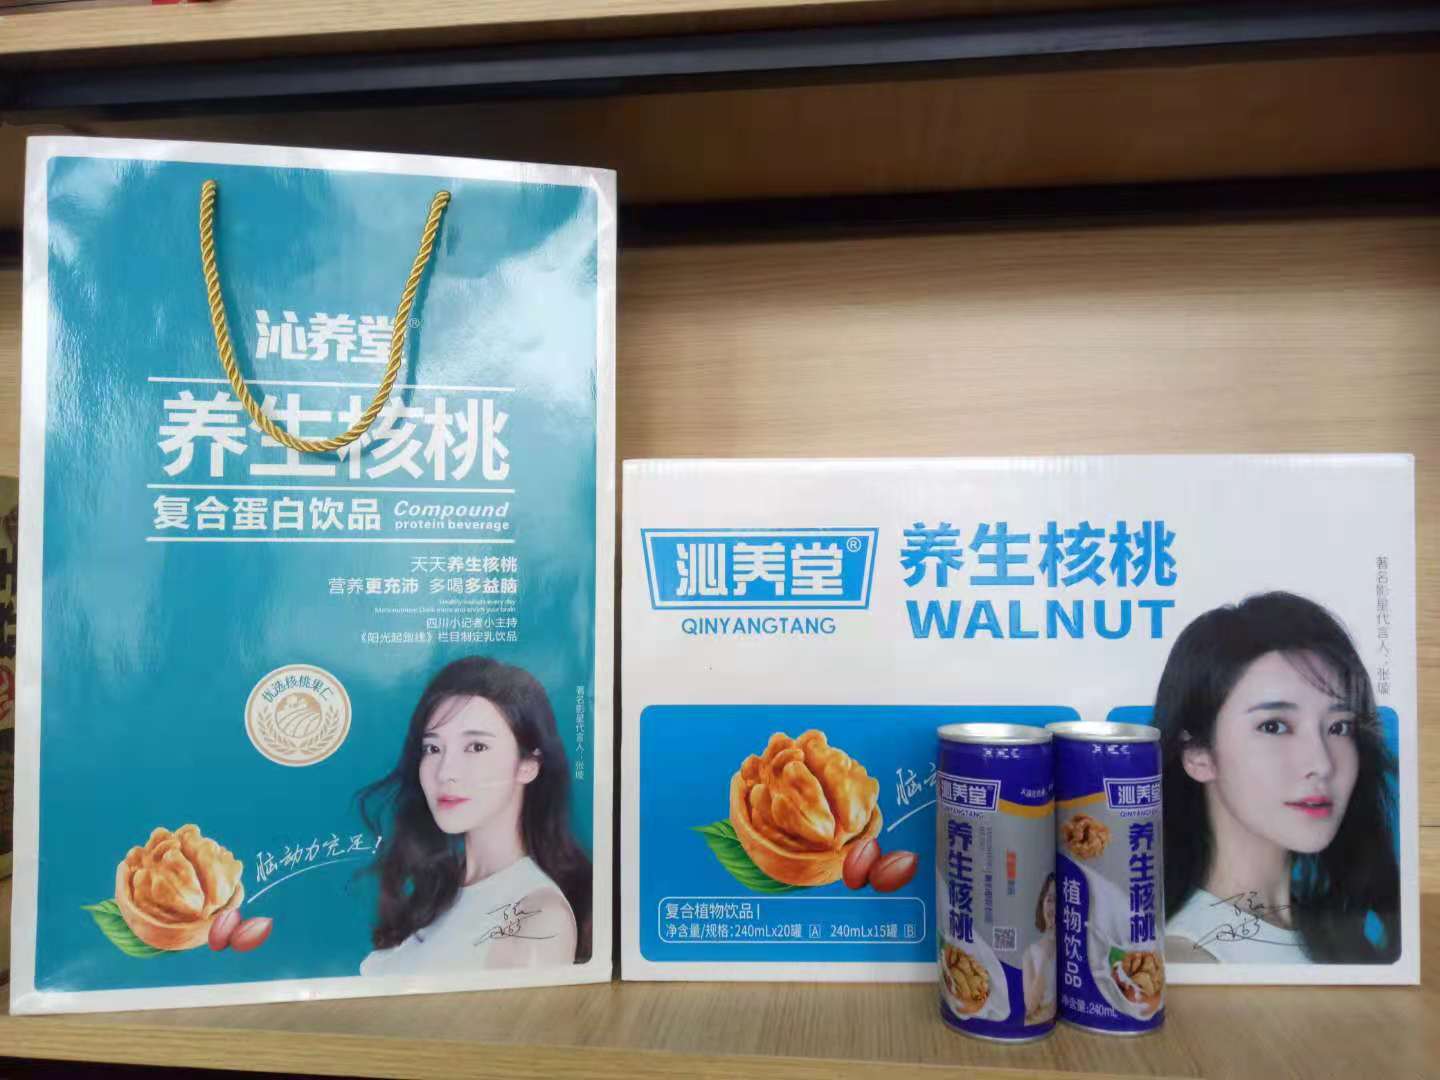 沁养堂®
养生核桃
复合蛋白饮品 Compound protein beverage
天天养生核桃
营养更充沛 多喝多益脑
四川小记者小主持
《阳光起跑线》栏目制定乳饮品
优选核桃果仁
著名影星代言人:张檬
脑动力充足!
沁养堂®
QINYANGTANG
养生核桃
WALNUT
著名影星代言人:张檬
脑
复合植物饮品
净含量/规格:240mLx20罐 A 240mLx15罐 B
沁养堂
QINYANGTANG
养生核桃
沁养堂
QINYANGTANG
养生核桃
植物饮品
净含量:240mL